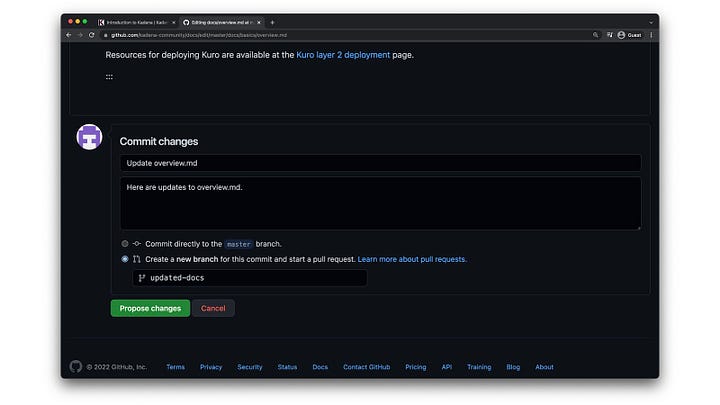 Introduction to Kadena | Kaden
Editing docs/overview.md at m
github.com/kadena-community/docs/edit/master/docs/basics/overview.md
Guest
Resources for deploying Kuro are available at the Kuro layer 2 deployment page.
:::
Commit changes
Update overview.md
Here are updates to overview.md.
Commit directly to the master branch.
Create a new branch for this commit and start a pull request. Learn more about pull requests.
updated-docs
Propose changes
Cancel
© 2022 GitHub, Inc.
Terms
Privacy
Security
Status
Docs
Contact GitHub
Pricing
API
Training
Blog
About